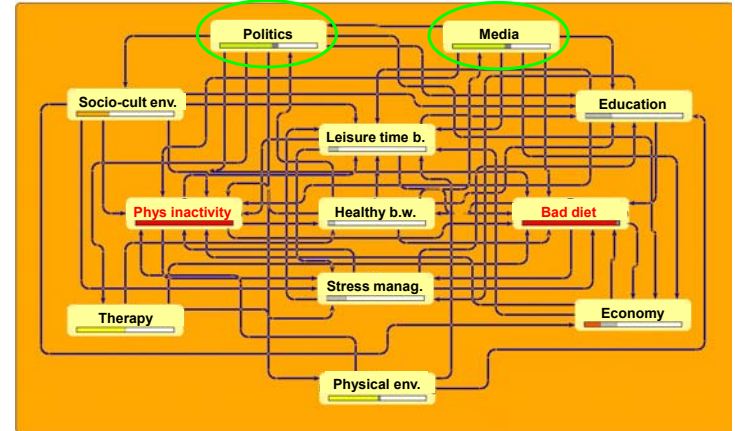 Politics
Media
Socio-cult env.
Education
Leisure time b.
Phys inactivity
Healthy b.w.
Bad diet
Stress manag.
Therapy
Economy
Physical env.